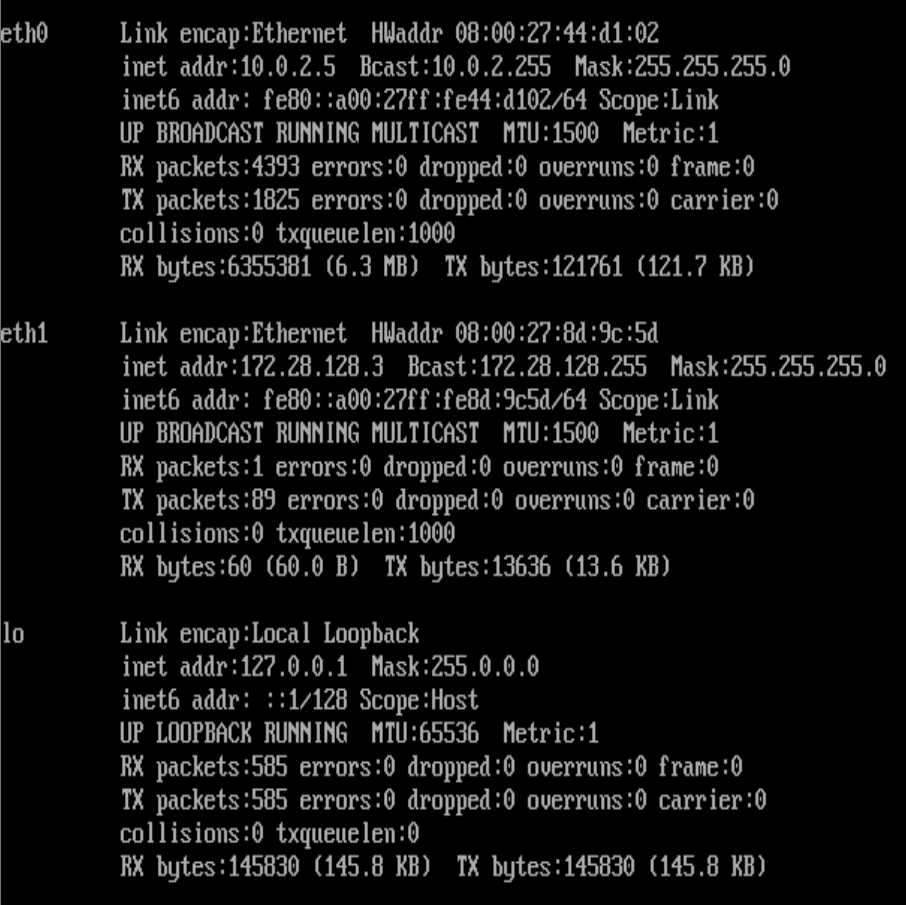 eth0 Link encap:Ethernet HWaddr 08:00:27:44:d1:02
inet addr:10.0.2.5 Bcast:10.0.2.255 Mask:255.255.255.0
inet6 addr: fe80::a00:27ff:fe44:d102/64 Scope:Link
UP BROADCAST RUNNING MULTICAST MTU:1500 Metric:1
RX packets:4393 errors:0 dropped:0 overruns:0 frame:0
TX packets:1825 errors:0 dropped:0 overruns:0 carrier:0
collisions:0 txqueuelen:1000
RX bytes:6355381 (6.3 MB) TX bytes:121761 (121.7 KB)
eth1 Link encap:Ethernet HWaddr 08:00:27:8d:9c:5d
inet addr:172.28.128.3 Bcast:172.28.128.255 Mask:255.255.255.0
inet6 addr: fe80::a00:27ff:fe8d:9c5d/64 Scope:Link
UP BROADCAST RUNNING MULTICAST MTU:1500 Metric:1
RX packets:1 errors:0 dropped:0 overruns:0 frame:0
TX packets:89 errors:0 dropped:0 overruns:0 carrier:0
collisions:0 txqueuelen:1000
RX bytes:60 (60.0 B) TX bytes:13636 (13.6 KB)
lo Link encap:Local Loopback
inet addr:127.0.0.1 Mask:255.0.0.0
inet6 addr: ::1/128 Scope:Host
UP LOOPBACK RUNNING MTU:65536 Metric:1
RX packets:585 errors:0 dropped:0 overruns:0 frame:0
TX packets:585 errors:0 dropped:0 overruns:0 carrier:0
collisions:0 txqueuelen:0
RX bytes:145830 (145.8 KB) TX bytes:145830 (145.8 KB)